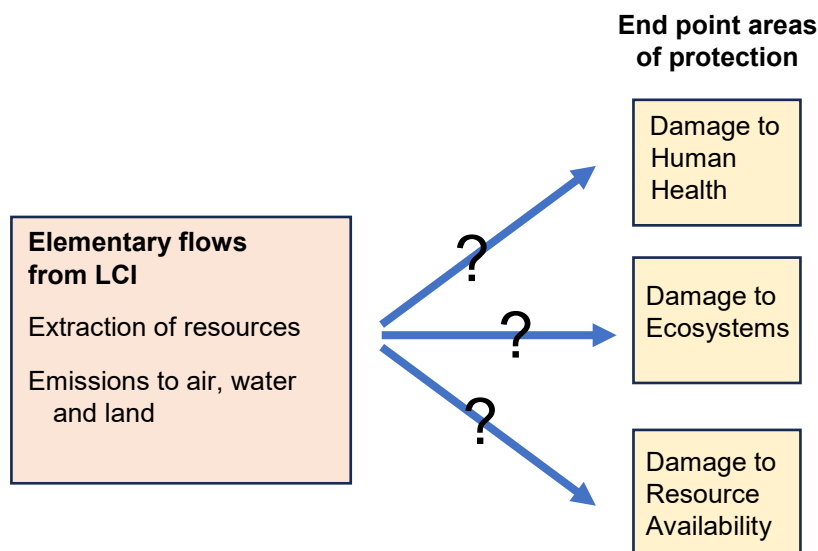 End point areas
of protection
Damage to
Human
Health
Elementary flows
from LCI
Extraction of resources
Emissions to air, water
and land
?
?
?
Damage to
Ecosystems
Damage to
Resource
Availability